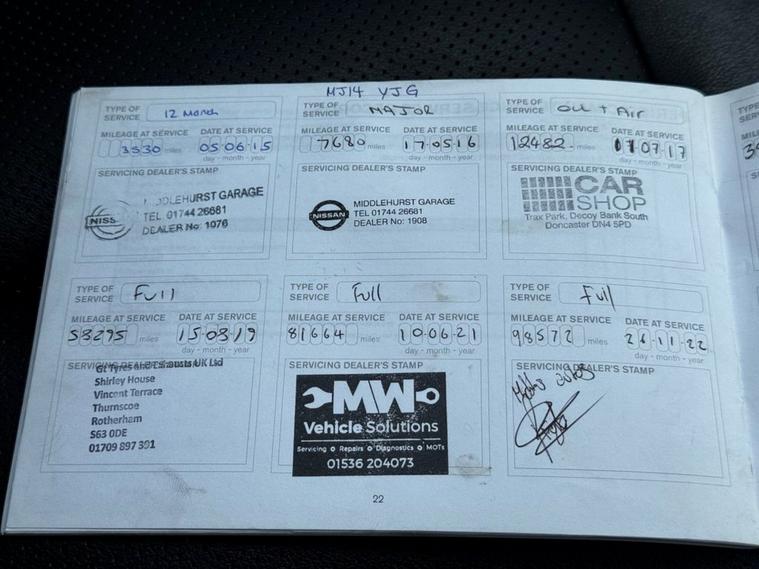 MJ14 YJG
TYPE OF SERVICE 12 Month
MILEAGE AT SERVICE DATE AT SERVICE
3530 miles 05·06·15
day - month - year
SERVICING DEALER'S STAMP
NISS
MIDDLEHURST GARAGE
TEL 01744 26681
DEALER No: 1076
TYPE OF SERVICE MAJOR
MILEAGE AT SERVICE DATE AT SERVICE
7680 miles 17·05·16
day - month - year
SERVICING DEALER'S STAMP
NISSAN
MIDDLEHURST GARAGE
TEL 01744 26681
DEALER No: 1908
TYPE OF SERVICE Oil + Air
MILEAGE AT SERVICE DATE AT SERVICE
12482 miles 11·07·17
day - month - year
SERVICING DEALER'S STAMP
CAR
SHOP
Trax Park, Decoy Bank South
Doncaster DN4 5PD
TYPE OF SERVICE Full
MILEAGE AT SERVICE DATE AT SERVICE
58295 miles 15·03·19
day - month - year
SERVICING DEALER'S STAMP
Gt Tyres and Exhausts UK Ltd
Shirley House
Vincent Terrace
Thurnscoe
Rotherham
S63 0DE
01709 897 391
TYPE OF SERVICE Full
MILEAGE AT SERVICE DATE AT SERVICE
81664 miles 10·06·21
day - month - year
SERVICING DEALER'S STAMP
MW
Vehicle Solutions
Servicing Repairs Diagnostics MOTs
01536 204073
TYPE OF SERVICE Full
MILEAGE AT SERVICE DATE AT SERVICE
98572 miles 26·11·22
day - month - year
SERVICING DEALER'S STAMP
22